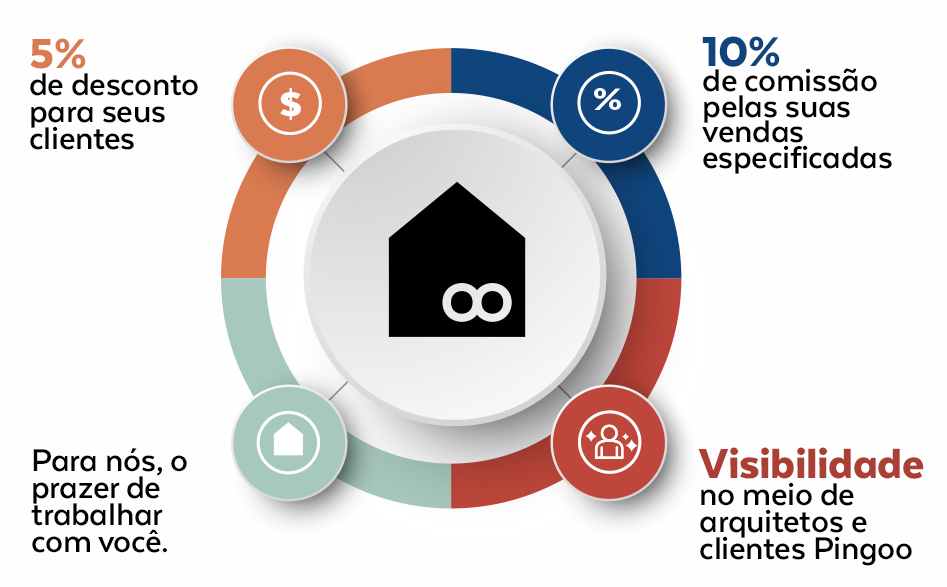 5%
de desconto
para seus
clientes
$
%
10%
de comissão
pelas suas
vendas
especificadas
Para nós, o
prazer de
trabalhar
com você.
Visibilidade
no meio de
arquitetos e
clientes Pingoo